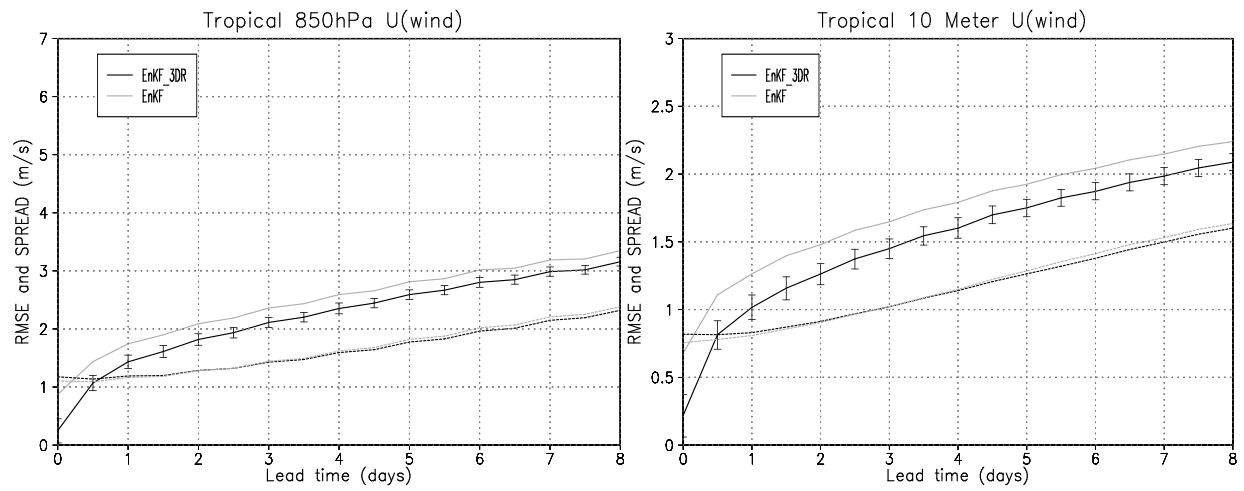 Tropical 850hPa U(wind)
7
6
5
4
3
2
1
0
RMSE and SPREAD (m/s)
EnKF_3DR
EnKF
0 1 2 3 4 5 6 7 8
Lead time (days)
Tropical 10 Meter U(wind)
3
2.5
2
1.5
1
0.5
0
RMSE and SPREAD (m/s)
EnKF_3DR
EnKF
0 1 2 3 4 5 6 7 8
Lead time (days)